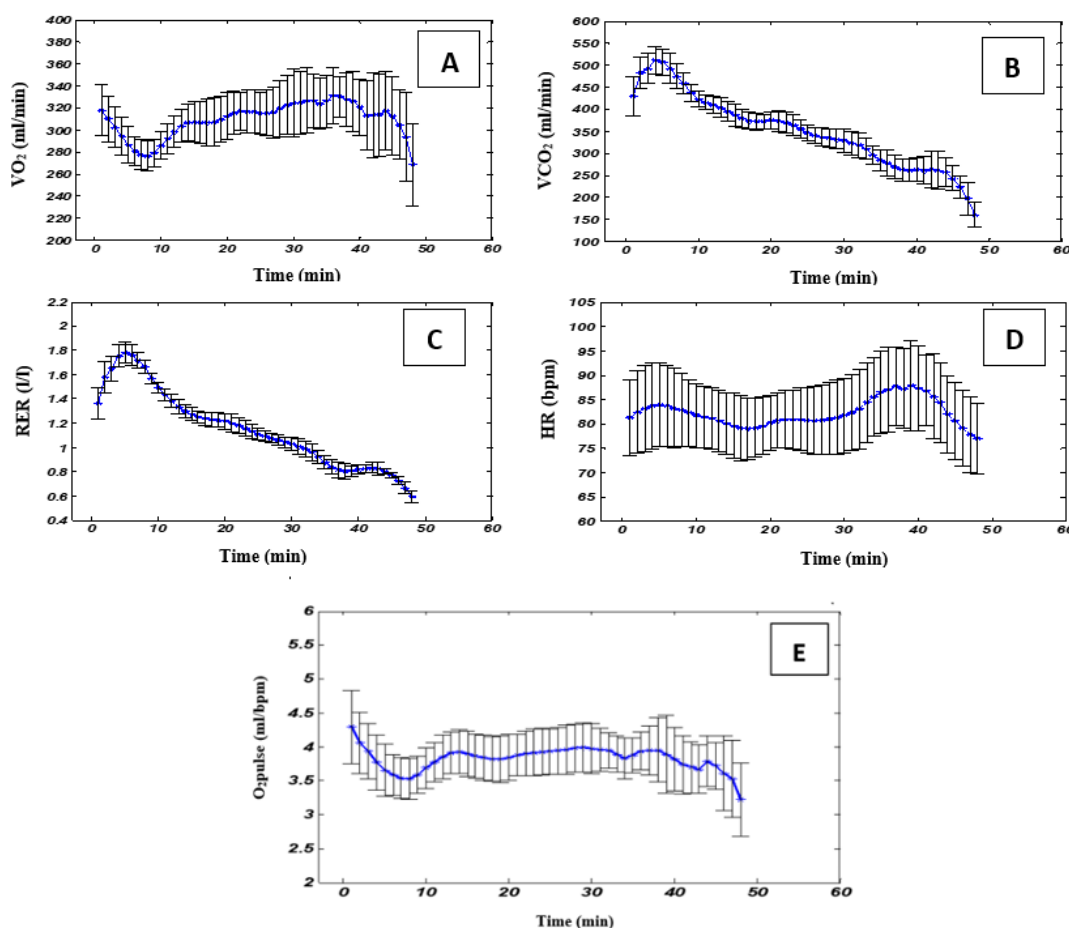 400
380
360
340
320
300
280
260
240
220
200
VO₂ (ml/min)
0 10 20 30 40 50 60
Time (min)
A
600
550
500
450
400
350
300
250
200
150
100
VCO₂ (ml/min)
0 10 20 30 40 50 60
Time (min)
B
2.2
2
1.8
1.6
1.4
1.2
1
0.8
0.6
0.4
RER (l/l)
0 10 20 30 40 50 60
Time (min)
C
105
100
95
90
85
80
75
70
65
60
HR (bpm)
0 10 20 30 40 50 60
Time (min)
D
6
5.5
5
4.5
4
3.5
3
2.5
2
O₂pulse (ml/bpm)
0 10 20 30 40 50 60
Time (min)
E